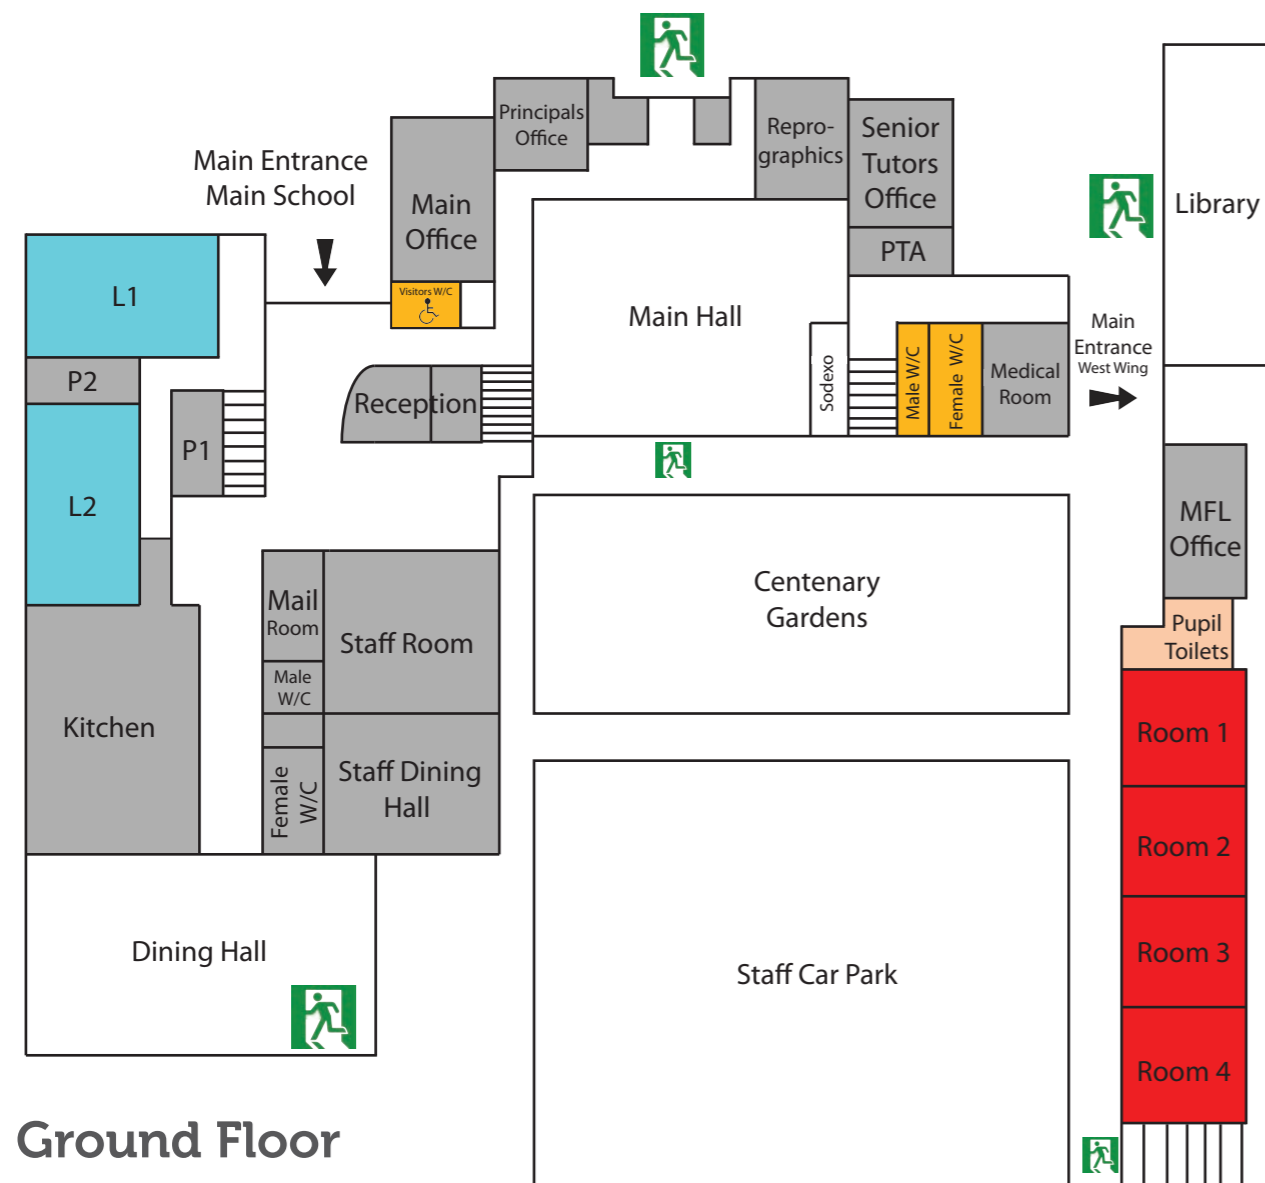 Principals
Office
Repro-
graphics
Senior
Tutors
Office
PTA
Library
Main Entrance
Main School
Main
Office
Visitors W/C
L1
P2
L2
P1
Reception
Main Hall
Sodexo
Male W/C
Female W/C
Medical
Room
Main
Entrance
West Wing
MFL
Office
Pupil
Toilets
Centenary
Gardens
Mail
Room
Male
W/C
Staff Room
Kitchen
Female
W/C
Staff Dining
Hall
Room 1
Room 2
Room 3
Room 4
Dining Hall
Staff Car Park
Ground Floor